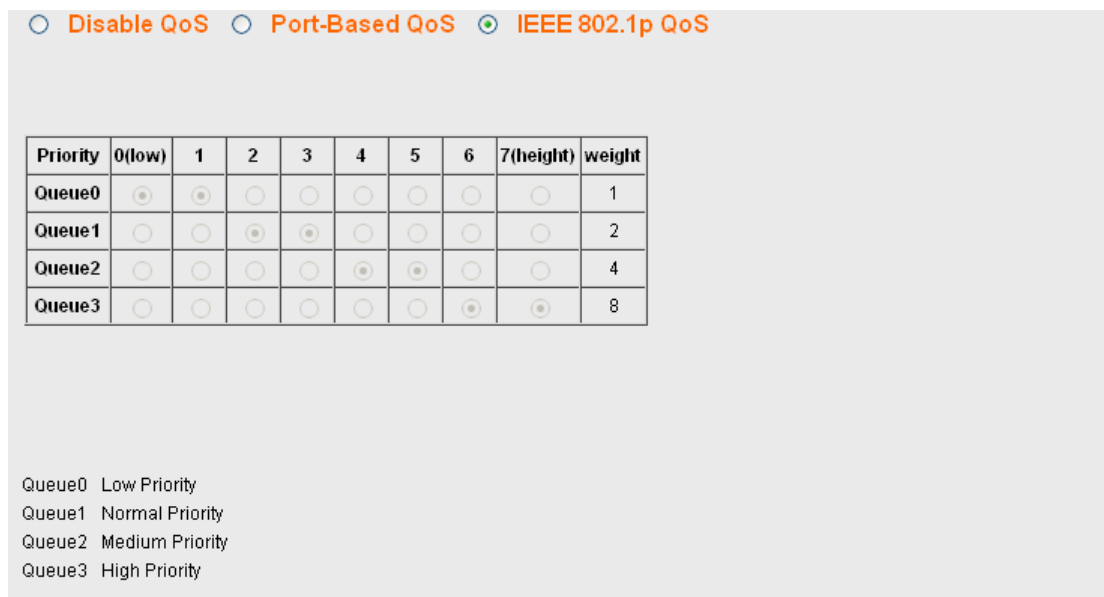 Disable QoS Port-Based QoS IEEE 802.1p QoS
Priority 0(low) 1 2 3 4 5 6 7(height) weight
Queue0 1
Queue1 2
Queue2 4
Queue3 8
Queue0 Low Priority
Queue1 Normal Priority
Queue2 Medium Priority
Queue3 High Priority